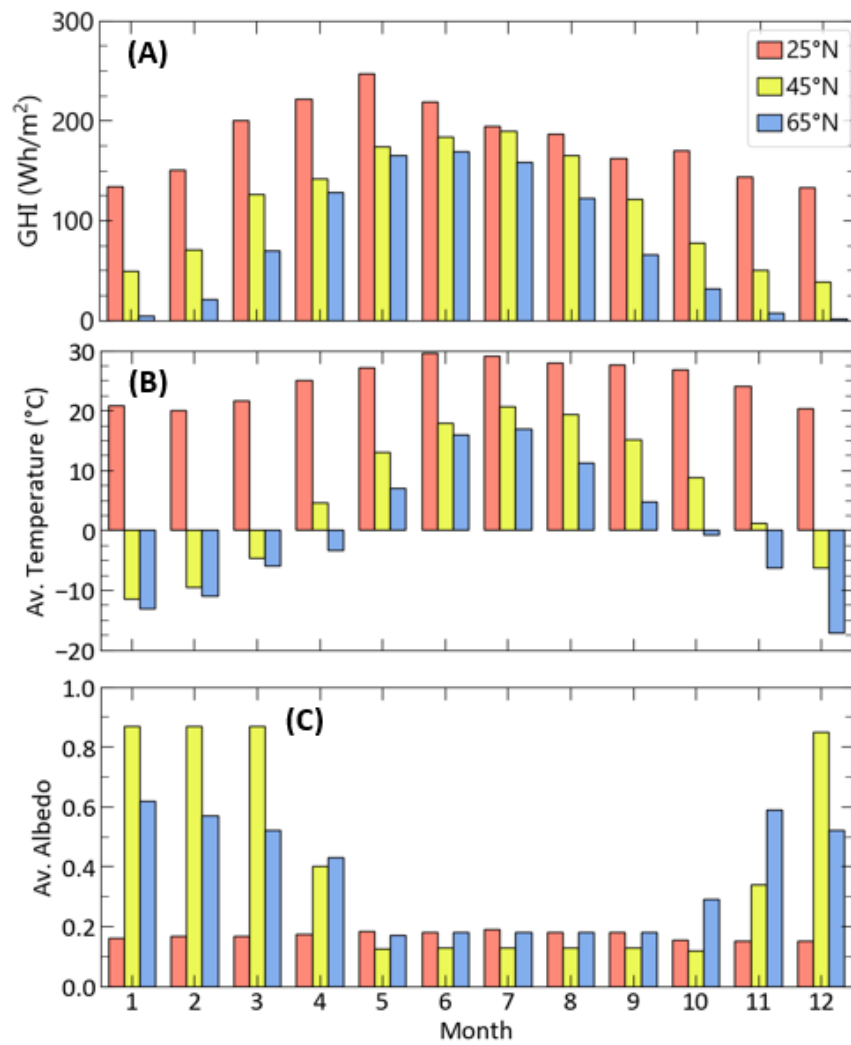 300
(A)
25°N
45°N
65°N
200
100
0
GHI (Wh/m²)
30
(B)
20
10
0
−10
−20
Av. Temperature (°C)
1.0
(C)
0.8
0.6
0.4
0.2
0.0
Av. Albedo
1 2 3 4 5 6 7 8 9 10 11 12
Month